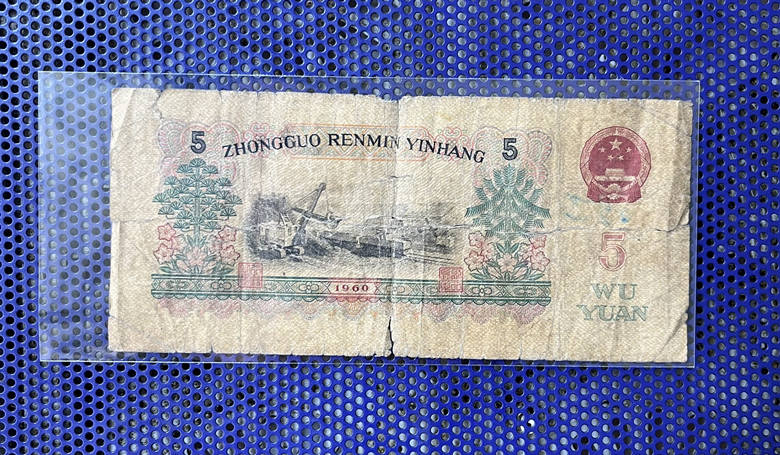 5 ZHONGGUO RENMIN YINHANG 5
5
WU
YUAN
1960